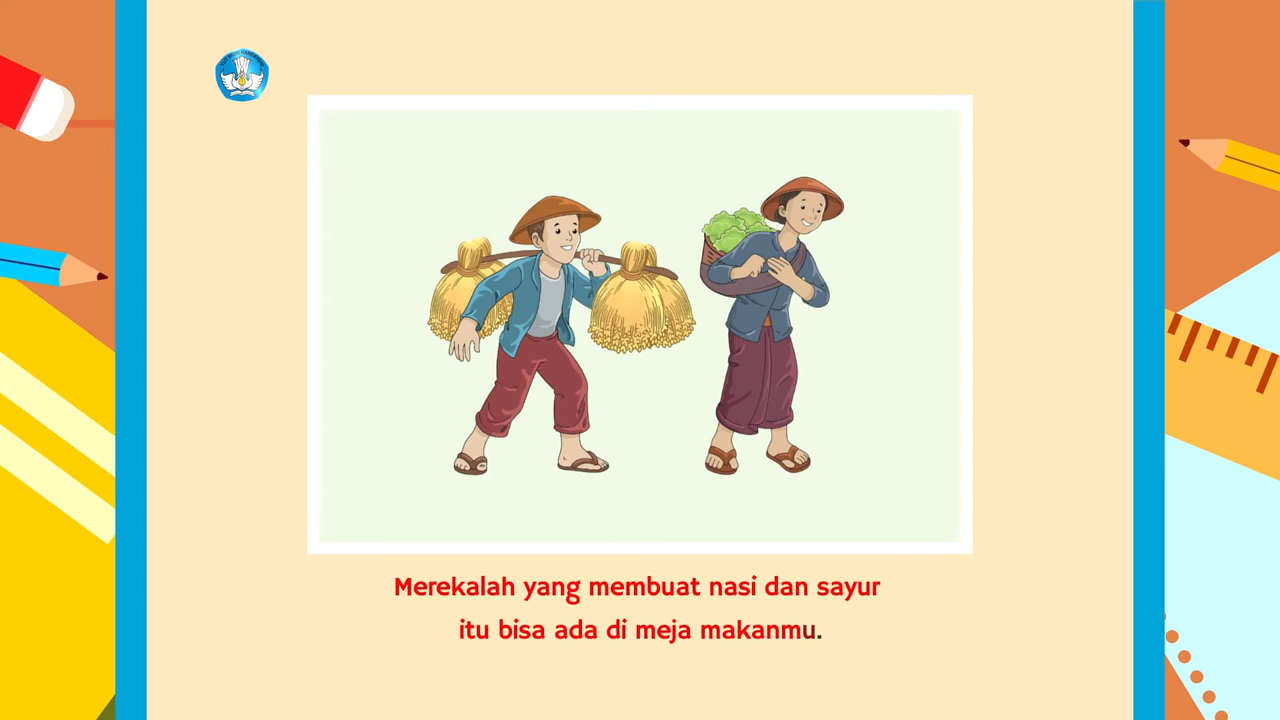 Merekalah yang membuat nasi dan sayur
itu bisa ada di meja makanmu.